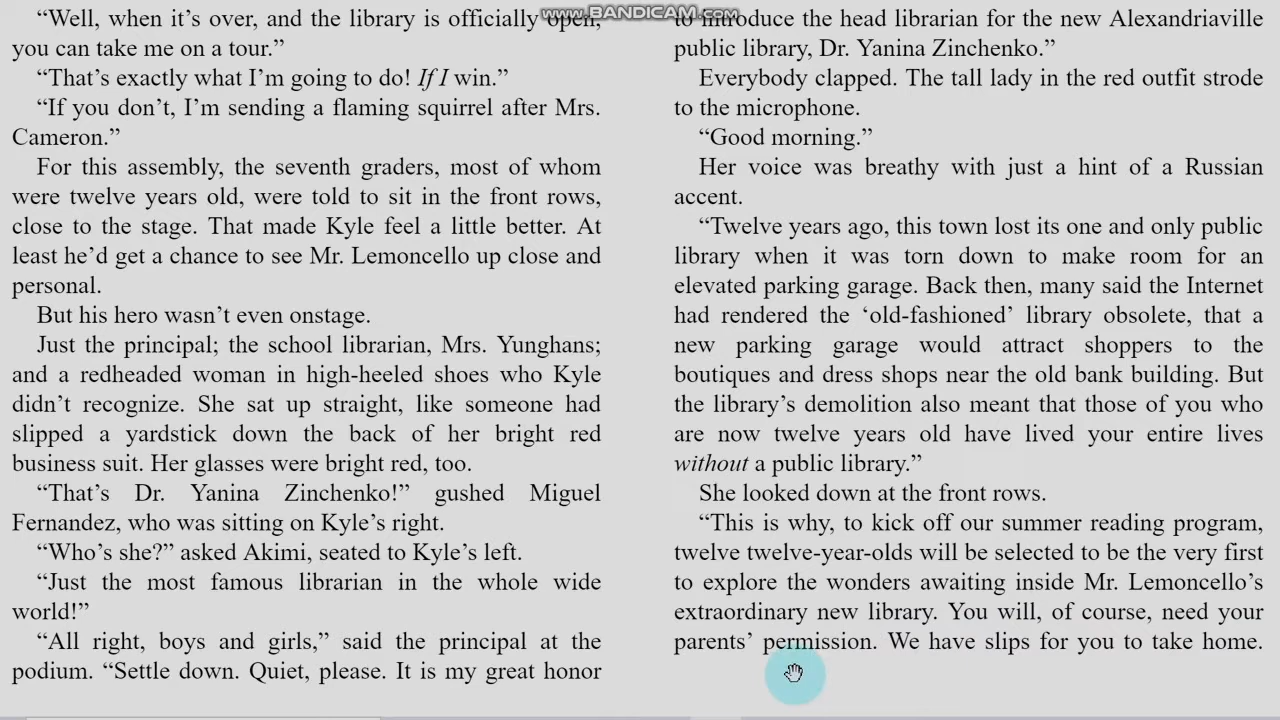 www.BANDICAM.com
“Well, when it’s over, and the library is officially open,
you can take me on a tour.”
“That’s exactly what I’m going to do! If I win.”
“If you don’t, I’m sending a flaming squirrel after Mrs.
Cameron.”
For this assembly, the seventh graders, most of whom
were twelve years old, were told to sit in the front rows,
close to the stage. That made Kyle feel a little better. At
least he’d get a chance to see Mr. Lemoncello up close and
personal.
But his hero wasn’t even onstage.
Just the principal; the school librarian, Mrs. Yunghans;
and a redheaded woman in high-heeled shoes who Kyle
didn’t recognize. She sat up straight, like someone had
slipped a yardstick down the back of her bright red
business suit. Her glasses were bright red, too.
“That’s Dr. Yanina Zinchenko!” gushed Miguel
Fernandez, who was sitting on Kyle’s right.
“Who’s she?” asked Akimi, seated to Kyle’s left.
“Just the most famous librarian in the whole wide
world!”
“All right, boys and girls,” said the principal at the
podium. “Settle down. Quiet, please. It is my great honor
to introduce the head librarian for the new Alexandriaville
public library, Dr. Yanina Zinchenko.”
Everybody clapped. The tall lady in the red outfit strode
to the microphone.
“Good morning.”
Her voice was breathy with just a hint of a Russian
accent.
“Twelve years ago, this town lost its one and only public
library when it was torn down to make room for an
elevated parking garage. Back then, many said the Internet
had rendered the ‘old-fashioned’ library obsolete, that a
new parking garage would attract shoppers to the
boutiques and dress shops near the old bank building. But
the library’s demolition also meant that those of you who
are now twelve years old have lived your entire lives
without a public library.”
She looked down at the front rows.
“This is why, to kick off our summer reading program,
twelve twelve-year-olds will be selected to be the very first
to explore the wonders awaiting inside Mr. Lemoncello’s
extraordinary new library. You will, of course, need your
parents’ permission. We have slips for you to take home.